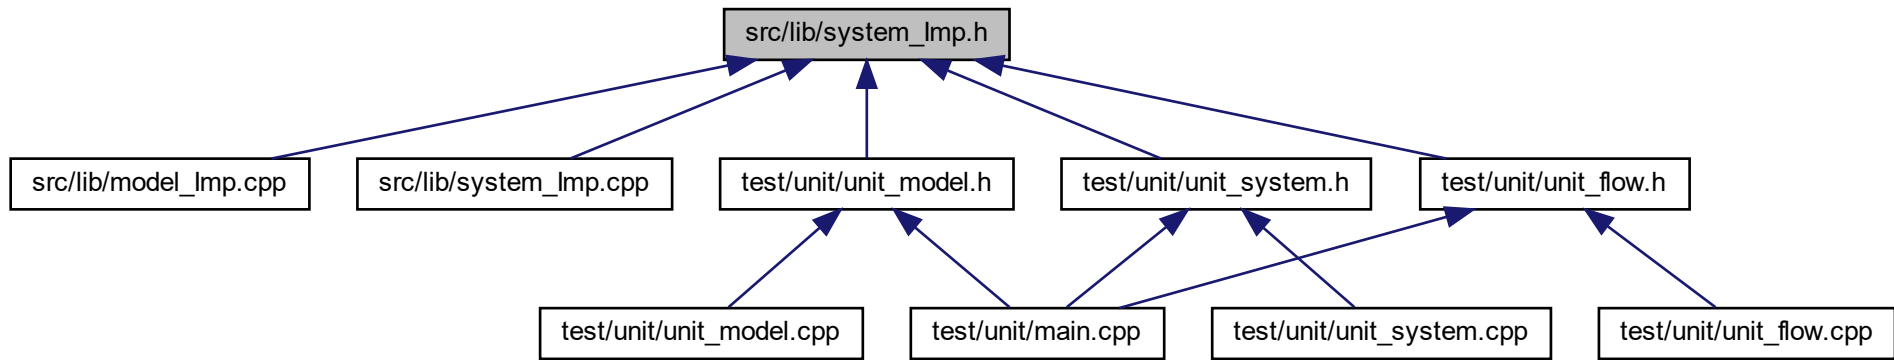 src/lib/system_Imp.h
src/lib/model_Imp.cpp
src/lib/system_Imp.cpp
test/unit/unit_model.h
test/unit/unit_system.h
test/unit/unit_flow.h
test/unit/unit_model.cpp
test/unit/main.cpp
test/unit/unit_system.cpp
test/unit/unit_flow.cpp